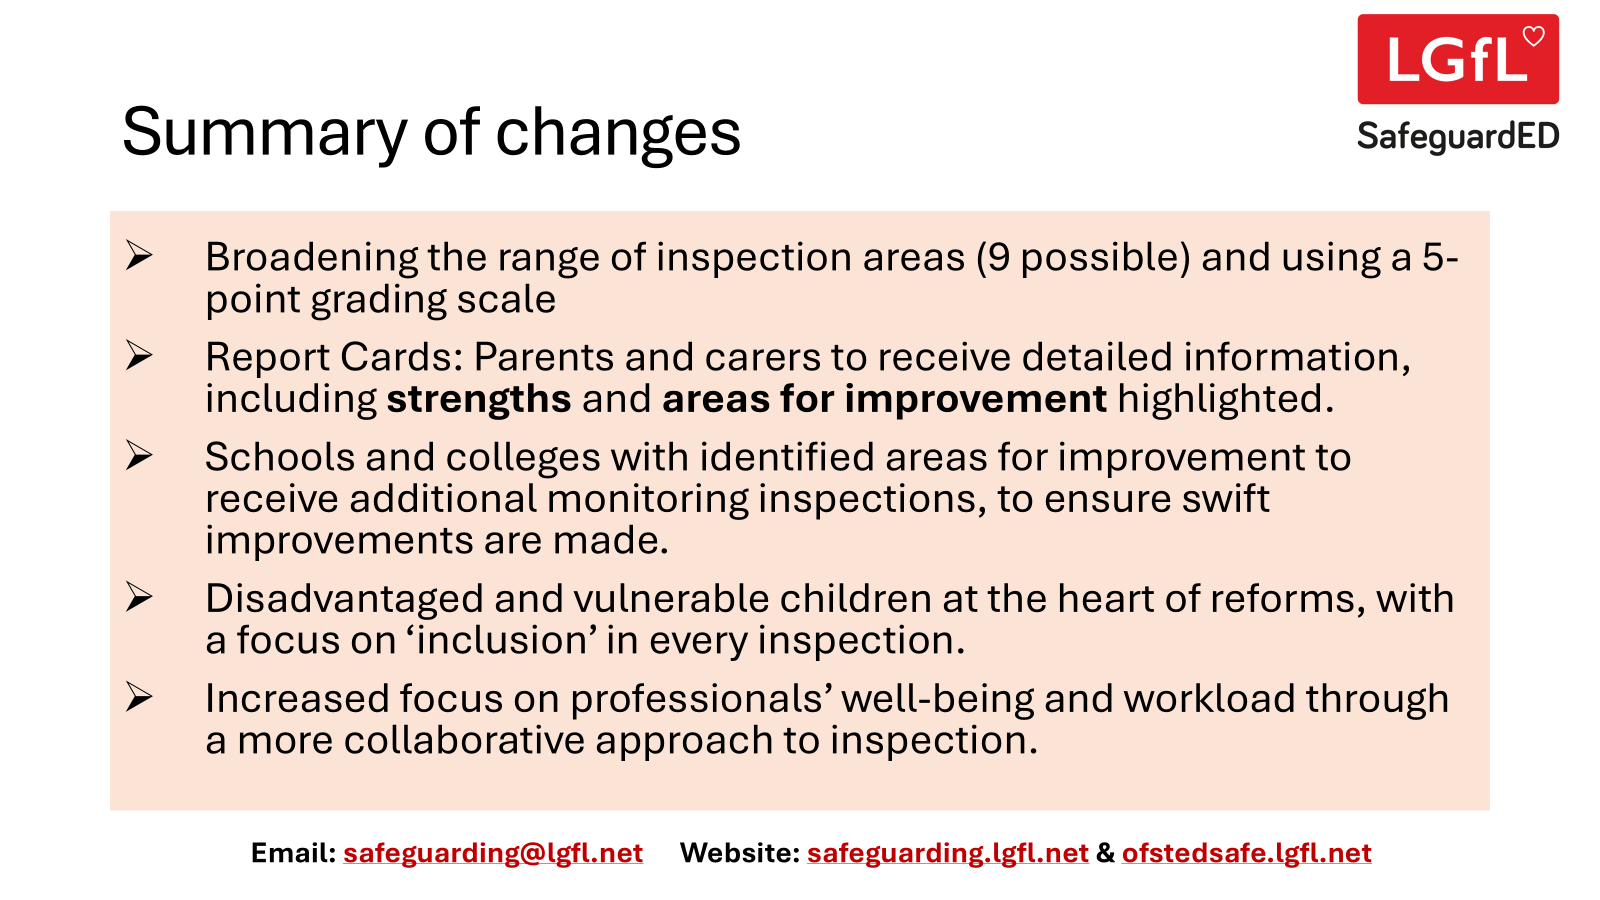 LGfL
SafeguardED
Summary of changes
➢ Broadening the range of inspection areas (9 possible) and using a 5-
point grading scale
➢ Report Cards: Parents and carers to receive detailed information,
including strengths and areas for improvement highlighted.
➢ Schools and colleges with identified areas for improvement to
receive additional monitoring inspections, to ensure swift
improvements are made.
➢ Disadvantaged and vulnerable children at the heart of reforms, with
a focus on ‘inclusion’ in every inspection.
➢ Increased focus on professionals’ well-being and workload through
a more collaborative approach to inspection.
Email: safeguarding@lgfl.net Website: safeguarding.lgfl.net & ofstedsafe.lgfl.net